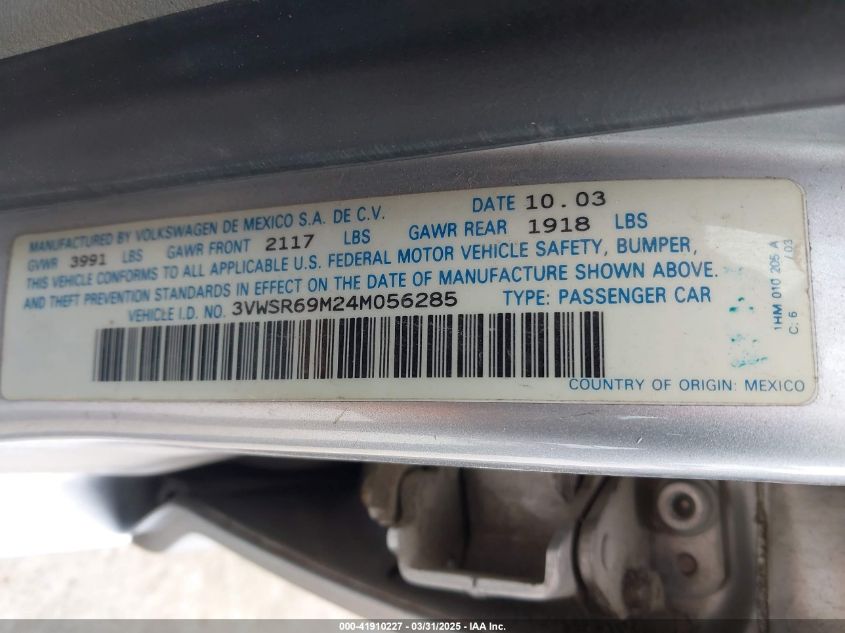 MANUFACTURED BY VOLKSWAGEN DE MEXICO S.A. DE C.V. DATE 10.03
GVWR 3991 LBS GAWR FRONT 2117 LBS GAWR REAR 1918 LBS
THIS VEHICLE CONFORMS TO ALL APPLICABLE U.S. FEDERAL MOTOR VEHICLE SAFETY, BUMPER,
AND THEFT PREVENTION STANDARDS IN EFFECT ON THE DATE OF MANUFACTURE SHOWN ABOVE.
VEHICLE I.D. NO. 3VWSR69M24M056285 TYPE: PASSENGER CAR
COUNTRY OF ORIGIN: MEXICO
1HM 010 205 A
C: 6 / 03
000-41910227 - 03/31/2025 - IAA Inc.